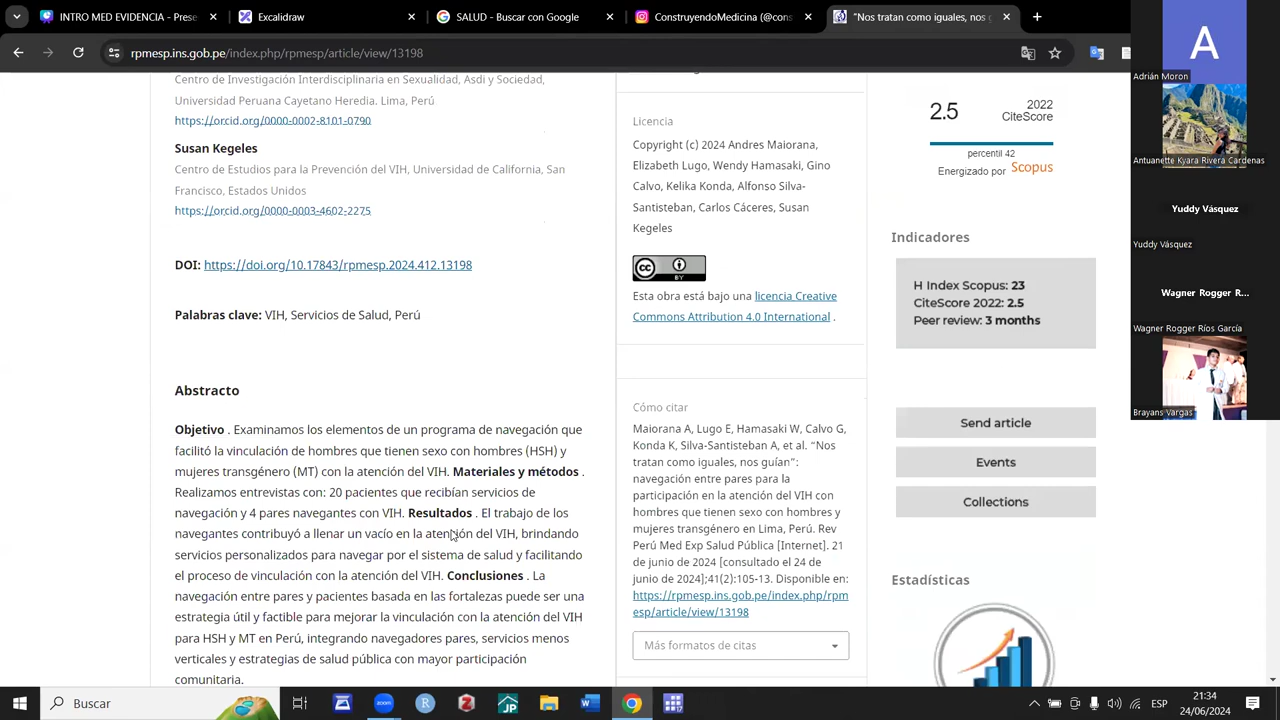 INTRO MED EVIDENCIA - Prese
Excalidraw
SALUD - Buscar con Google
ConstruyendoMedicina (@cons
"Nos tratan como iguales, nos g
rpmesp.ins.gob.pe/index.php/rpmesp/article/view/13198
Centro de Investigación Interdisciplinaria en Sexualidad, Asdi y Sociedad,
Universidad Peruana Cayetano Heredia. Lima, Perú
https://orcid.org/0000-0002-8101-0790
Susan Kegeles
Centro de Estudios para la Prevención del VIH, Universidad de California, San
Francisco, Estados Unidos
https://orcid.org/0000-0003-4602-2275
DOI: https://doi.org/10.17843/rpmesp.2024.412.13198
Palabras clave: VIH, Servicios de Salud, Perú
Abstracto
Objetivo . Examinamos los elementos de un programa de navegación que
facilitó la vinculación de hombres que tienen sexo con hombres (HSH) y
mujeres transgénero (MT) con la atención del VIH. Materiales y métodos .
Realizamos entrevistas con: 20 pacientes que recibían servicios de
navegación y 4 pares navegantes con VIH. Resultados . El trabajo de los
navegantes contribuyó a llenar un vacío en la atención del VIH, brindando
servicios personalizados para navegar por el sistema de salud y facilitando
el proceso de vinculación con la atención del VIH. Conclusiones . La
navegación entre pares y pacientes basada en las fortalezas puede ser una
estrategia útil y factible para mejorar la vinculación con la atención del VIH
para HSH y MT en Perú, integrando navegadores pares, servicios menos
verticales y estrategias de salud pública con mayor participación
comunitaria.
Licencia
Copyright (c) 2024 Andres Maiorana,
Elizabeth Lugo, Wendy Hamasaki, Gino
Calvo, Kelika Konda, Alfonso Silva-
Santisteban, Carlos Cáceres, Susan
Kegeles
cc
BY
Esta obra está bajo una licencia Creative
Commons Attribution 4.0 International .
Cómo citar
Maiorana A, Lugo E, Hamasaki W, Calvo G,
Konda K, Silva-Santisteban A, et al. “Nos
tratan como iguales, nos guían”:
navegación entre pares para la
participación en la atención del VIH con
hombres que tienen sexo con hombres y
mujeres transgénero en Lima, Perú. Rev
Perú Med Exp Salud Pública [Internet]. 21
de junio de 2024 [consultado el 24 de
junio de 2024];41(2):105-13. Disponible en:
https://rpmesp.ins.gob.pe/index.php/rpm
esp/article/view/13198
Más formatos de citas
2.5
2022
CiteScore
percentil 42
Energizado por Scopus
Indicadores
H Index Scopus: 23
CiteScore 2022: 2.5
Peer review: 3 months
Send article
Events
Collections
Estadísticas
A
Adrián Moron
Antuanette Kyara Rivera Cardenas
Yuddy Vásquez
Yuddy Vásquez
Wagner Rogger R...
Wagner Rogger Ríos García
Brayans Vargas
Buscar
zoom
R
Z
JP
W
ESP
21:34
24/06/2024